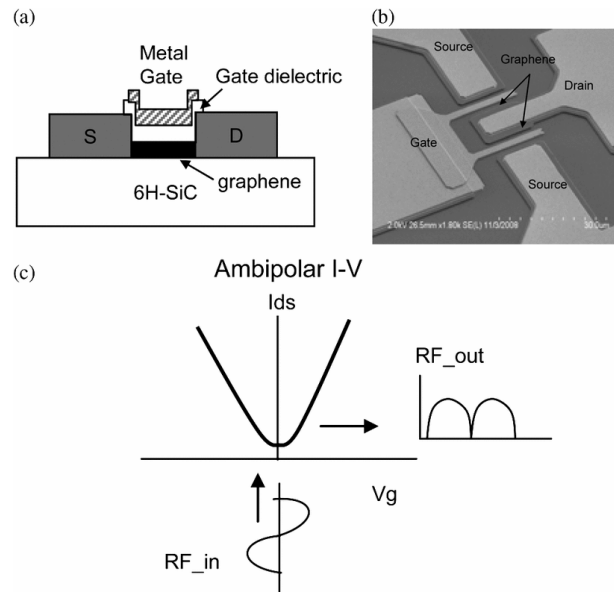 (a)
Metal
Gate
Gate dielectric
S
D
graphene
6H-SiC
(b)
Source
Graphene
Drain
Gate
Source
2.0kV 26.5mm x1.80k SE(L) 11/3/2008
30.0um
(c)
Ambipolar I-V
Ids
RF_out
Vg
RF_in